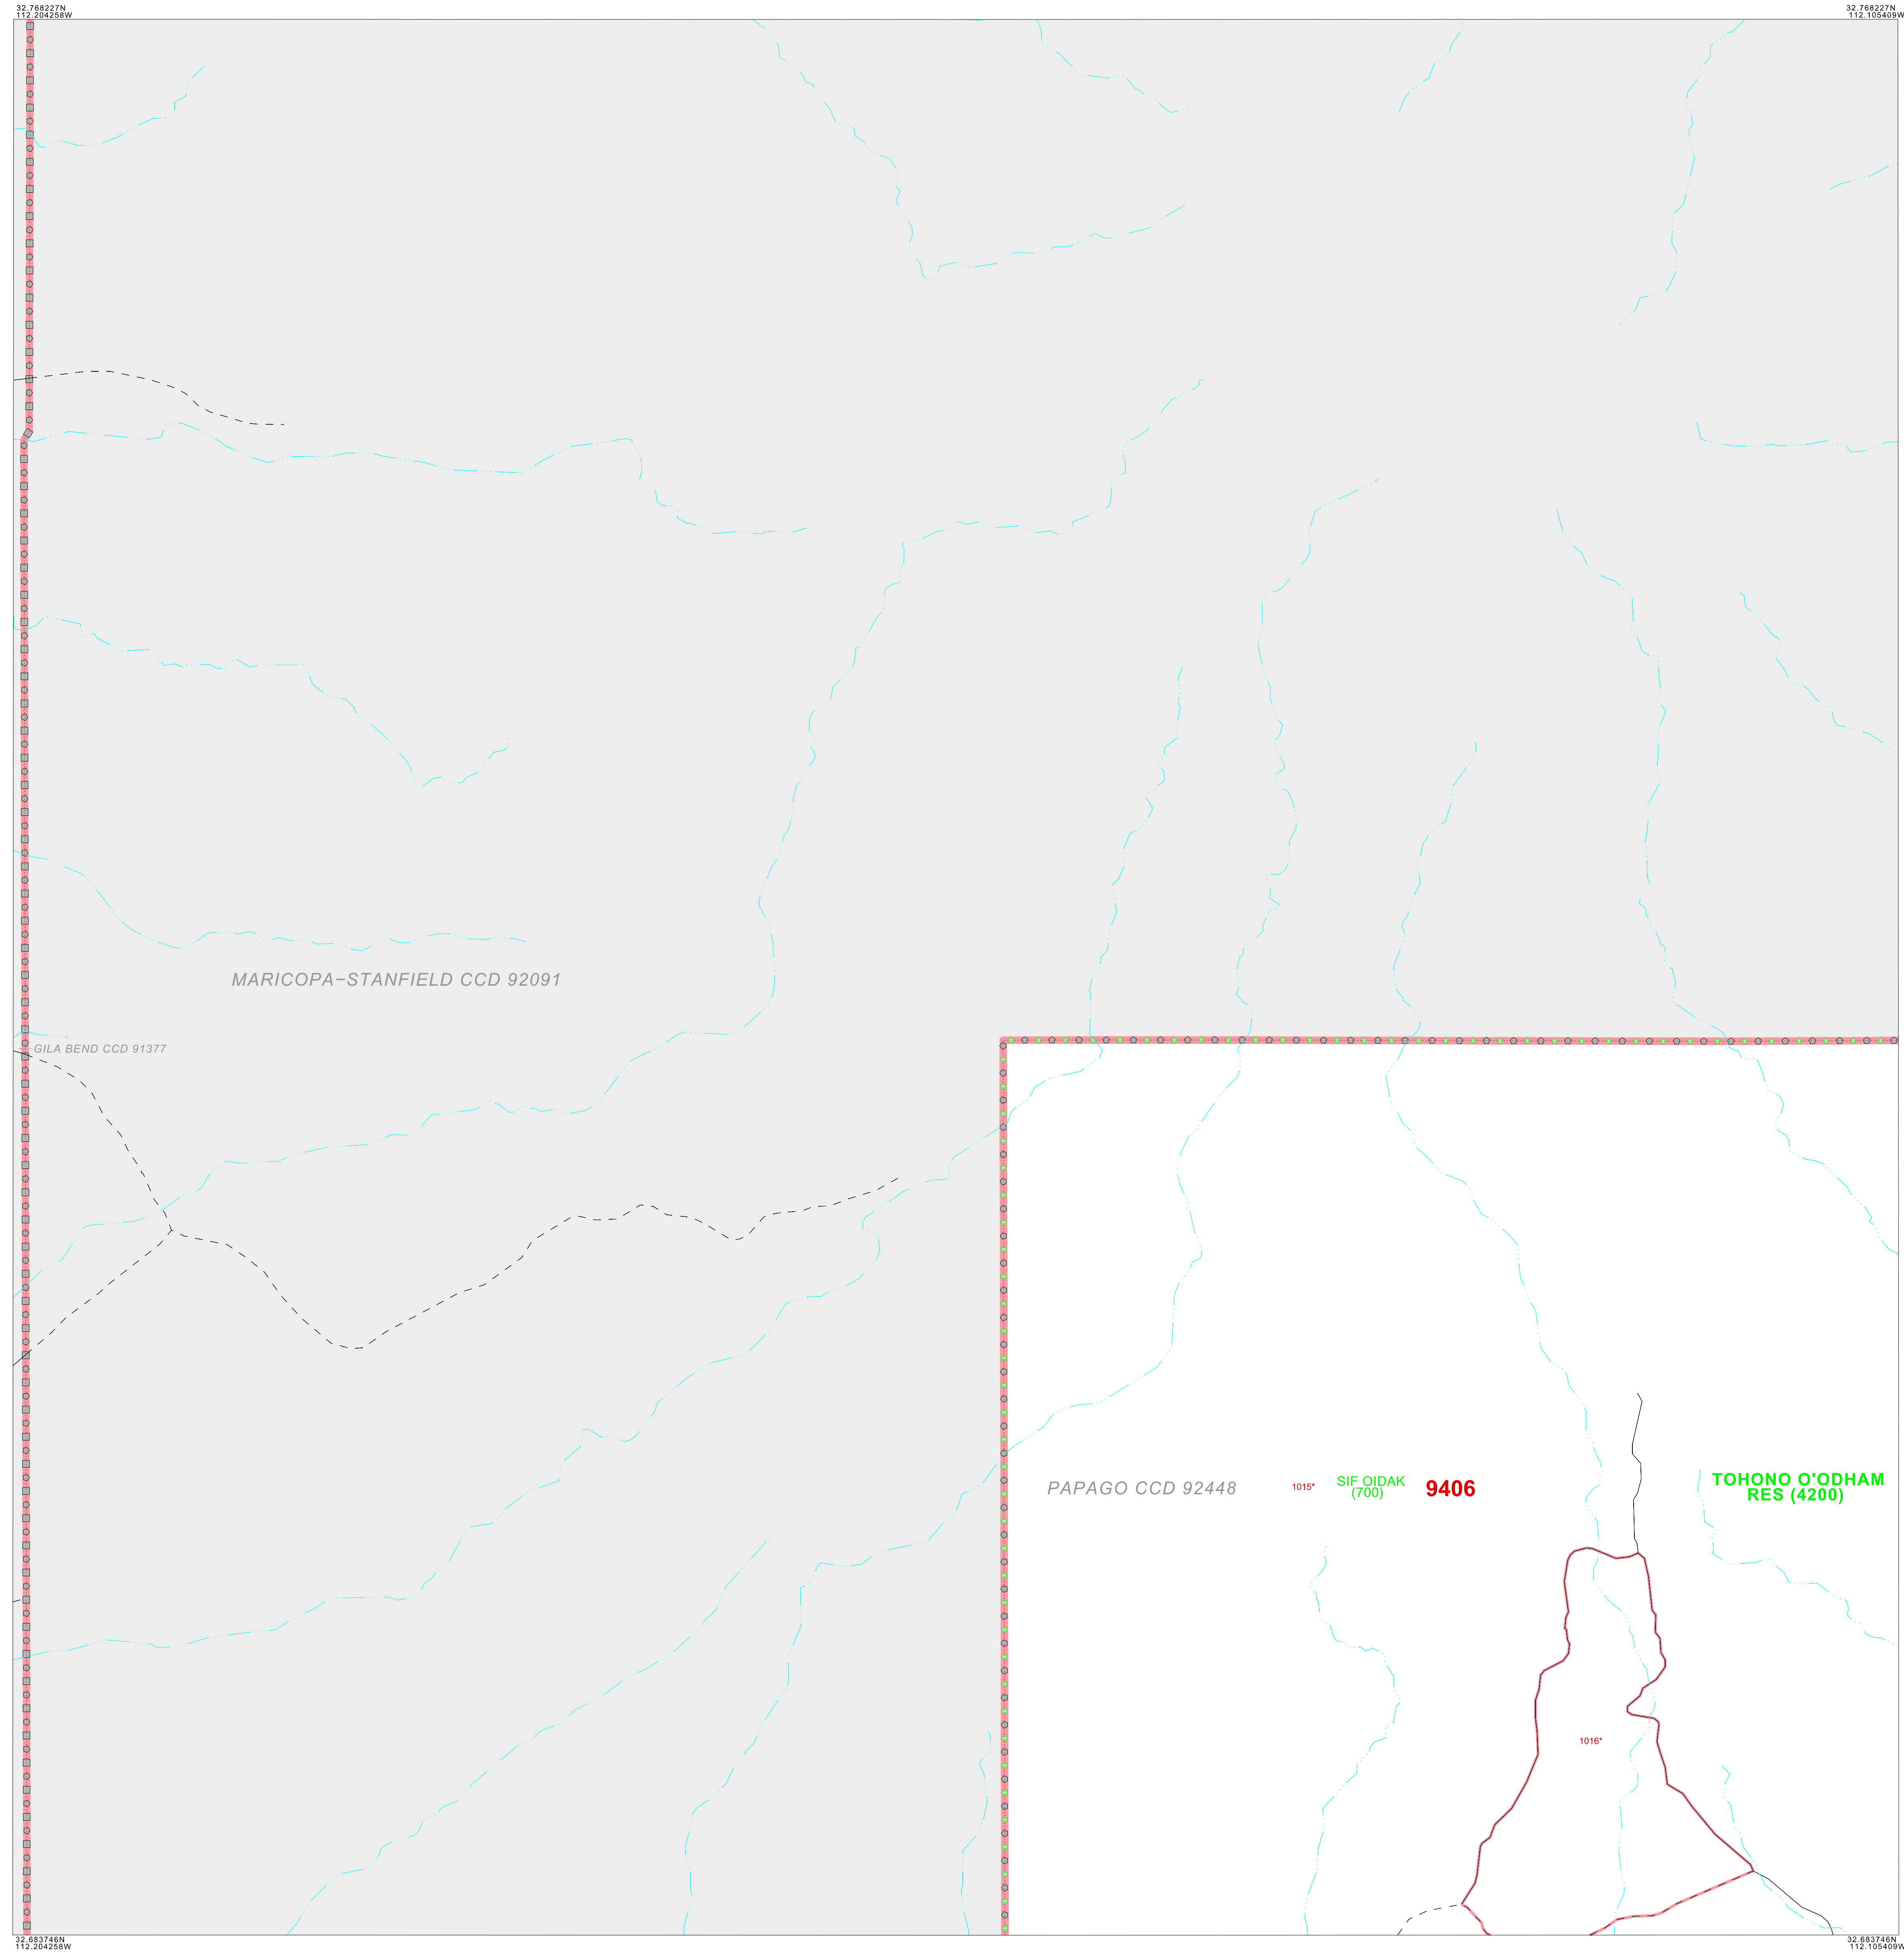 32.768227N
112.204258W
32.768227N
112.105409W
MARICOPA-STANFIELD CCD 92091
GILA BEND CCD 91377
PAPAGO CCD 92448
1015*
SIF OIDAK
(700)
9406
TOHONO O'ODHAM
RES (4200)
1016*
32.683746N
112.204258W
32.683746N
112.105409W